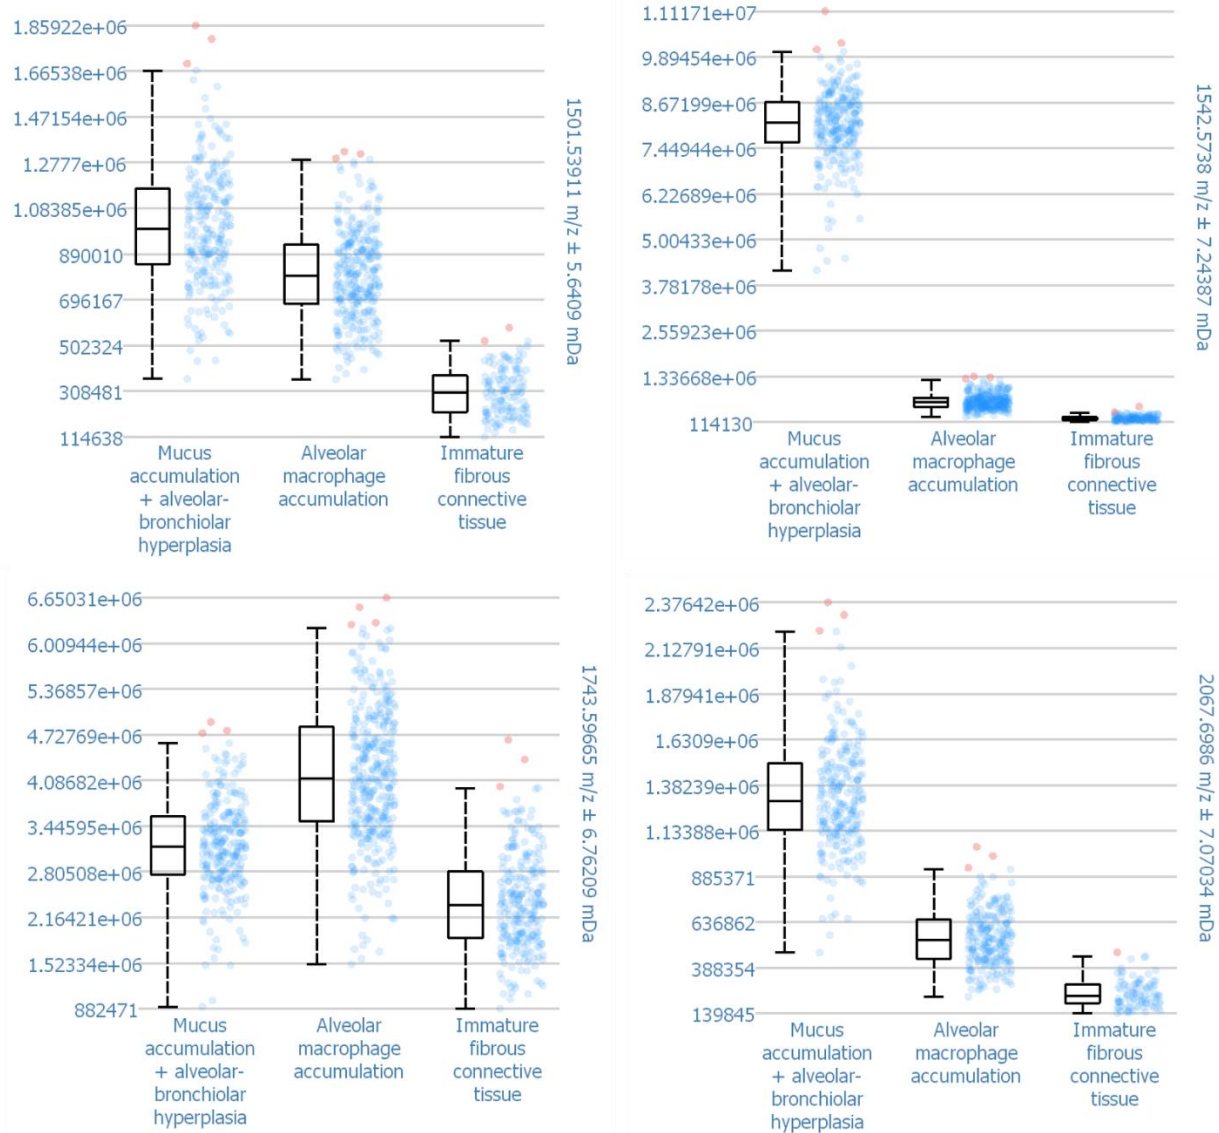 1.85922e+06
1.66538e+06
1.47154e+06
1.2777e+06
1.08385e+06
890010
696167
502324
308481
114638
Mucus
accumulation
+ alveolar-
bronchiolar
hyperplasia
Alveolar
macrophage
accumulation
Immature
fibrous
connective
tissue
1501.53911 m/z ± 5.6409 mDa
1.11171e+07
9.89454e+06
8.67199e+06
7.44944e+06
6.22689e+06
5.00433e+06
3.78178e+06
2.55923e+06
1.33668e+06
114130
Mucus
accumulation
+ alveolar-
bronchiolar
hyperplasia
Alveolar
macrophage
accumulation
Immature
fibrous
connective
tissue
1542.5738 m/z ± 7.24387 mDa
6.65031e+06
6.00944e+06
5.36857e+06
4.72769e+06
4.08682e+06
3.44595e+06
2.80508e+06
2.16421e+06
1.52334e+06
882471
Mucus
accumulation
+ alveolar-
bronchiolar
hyperplasia
Alveolar
macrophage
accumulation
Immature
fibrous
connective
tissue
1743.59665 m/z ± 6.76209 mDa
2.37642e+06
2.12791e+06
1.87941e+06
1.6309e+06
1.38239e+06
1.13388e+06
885371
636862
388354
139845
Mucus
accumulation
+ alveolar-
bronchiolar
hyperplasia
Alveolar
macrophage
accumulation
Immature
fibrous
connective
tissue
2067.6986 m/z ± 7.07034 mDa